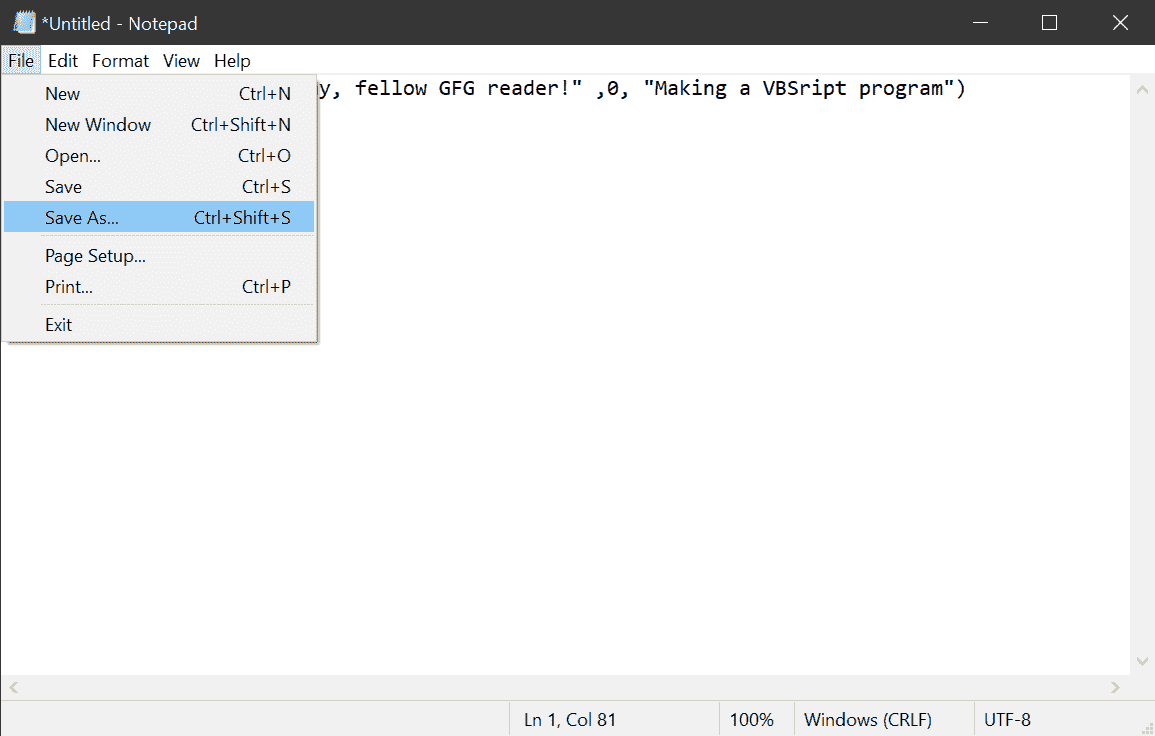 *Untitled - Notepad
File Edit Format View Help
y, fellow GFG reader!" ,0, "Making a VBSript program")
New Ctrl+N
New Window Ctrl+Shift+N
Open... Ctrl+O
Save Ctrl+S
Save As... Ctrl+Shift+S
Page Setup...
Print... Ctrl+P
Exit
Ln 1, Col 81 100% Windows (CRLF) UTF-8